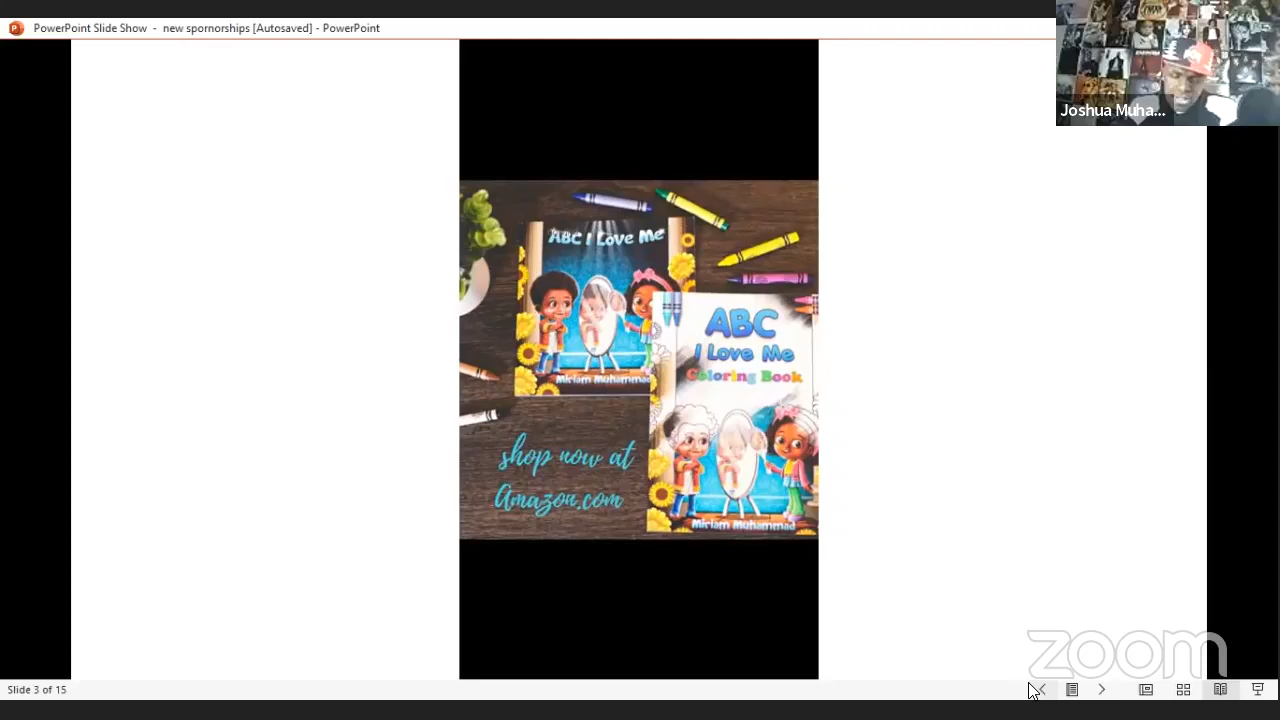 PowerPoint Slide Show - new spornorships [Autosaved] - PowerPoint
Joshua Muha...
ABC I Love Me
Miriam Muhammad
ABC
I Love Me
Coloring Book
Miriam Muhammad
shop now at
Amazon.com
zoom
Slide 3 of 15